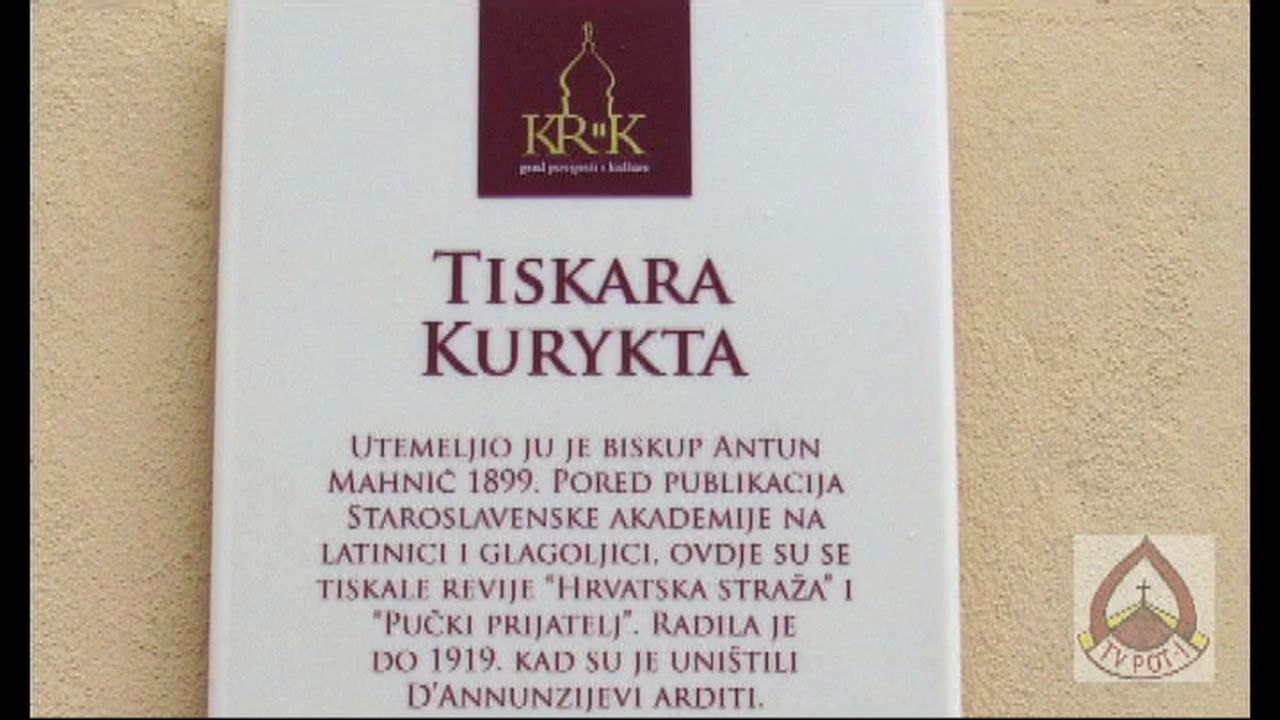 KR"K
grad povijesti i kulture
TISKARA
KURYKTA
UTEMELJIO JU JE BISKUP ANTUN
MAHNIČ 1899. PORED PUBLIKACIJA
STAROSLAVENSKE AKADEMIJE NA
LATINICI I GLAGOLJICI, OVDJE SU SE
TISKALE REVIJE "HRVATSKA STRAŽA" I
"PUČKI PRIJATELJ". RADILA JE
DO 1919. KAD SU JE UNIŠTILI
D'ANNUNZIJEVI ARDITI.
TV POT-1